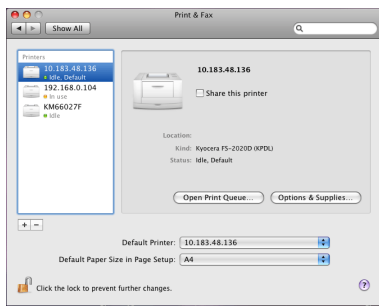 Print & Fax
Show All
Printers
10.183.48.136
Idle, Default
192.168.0.104
In use
KM66027F
Idle
10.183.48.136
Share this printer
Location:
Kind: Kyocera FS-2020D (KPDL)
Status: Idle, Default
Open Print Queue...
Options & Supplies...
+ −
Default Printer: 10.183.48.136
Default Paper Size in Page Setup: A4
Click the lock to prevent further changes.
?